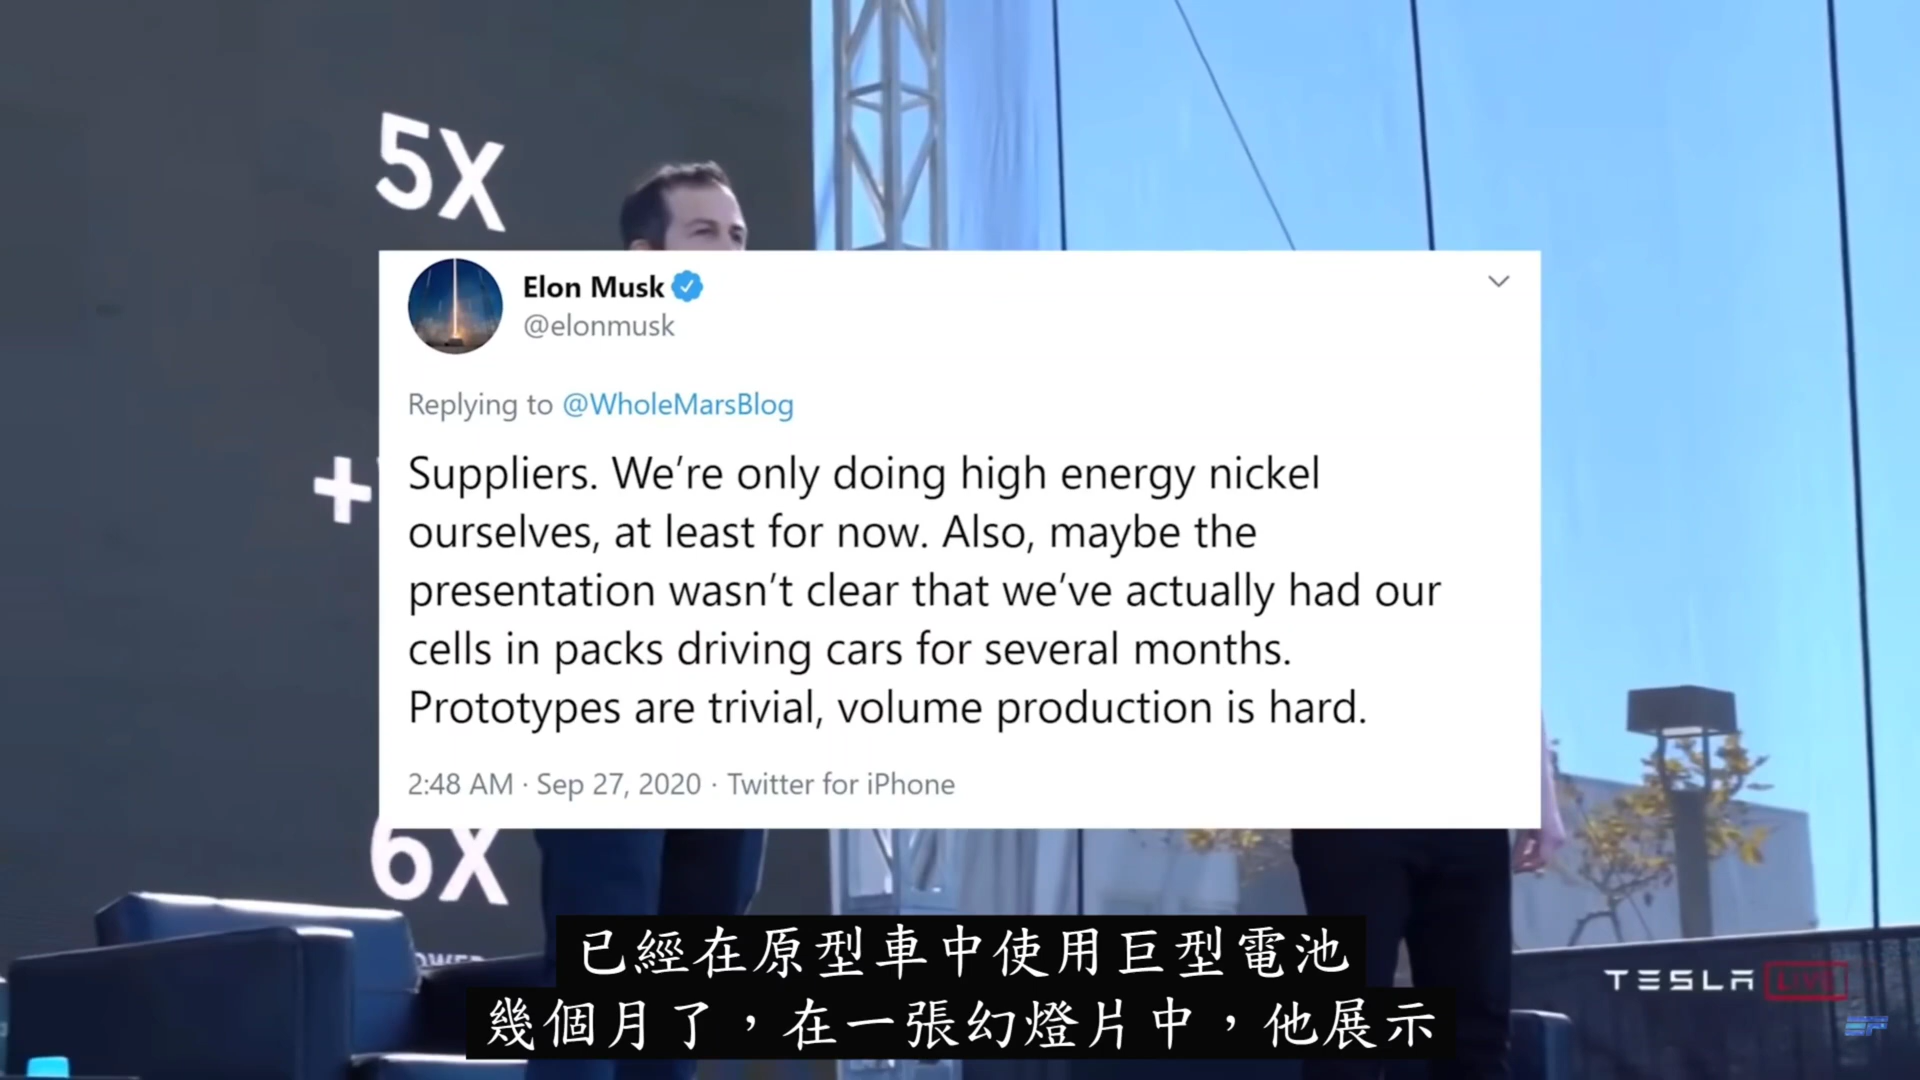 5X
Elon Musk
@elonmusk
Replying to @WholeMarsBlog
+
Suppliers. We’re only doing high energy nickel
ourselves, at least for now. Also, maybe the
presentation wasn’t clear that we’ve actually had our
cells in packs driving cars for several months.
Prototypes are trivial, volume production is hard.
2:48 AM · Sep 27, 2020 · Twitter for iPhone
6X
已經在原型車中使用巨型電池
幾個月了，在一張幻燈片中，他展示
TESLA LIVE